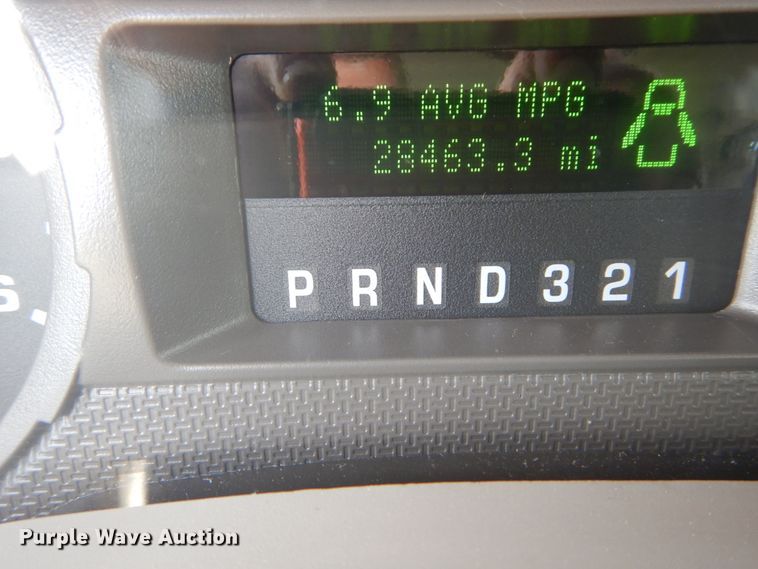 6.9 AVG MPG
28463.3 mi
P R N D 3 2 1
Purple Wave Auction